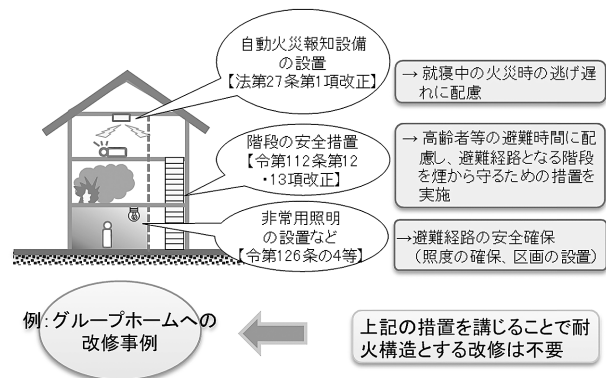 自動火災報知設備
の設置
【法第27条第1項改正】
→ 就寝中の火災時の逃げ遅
れに配慮
階段の安全措置
【令第112条第12
・13項改正】
→ 高齢者等の避難時間に配
慮し、避難経路となる階段
を煙から守るための措置を
実施
非常用照明
の設置など
【令第126条の4等】
→避難経路の安全確保
（照度の確保、区画の設置）
例：グループホームへの
改修事例
上記の措置を講じることで耐
火構造とする改修は不要